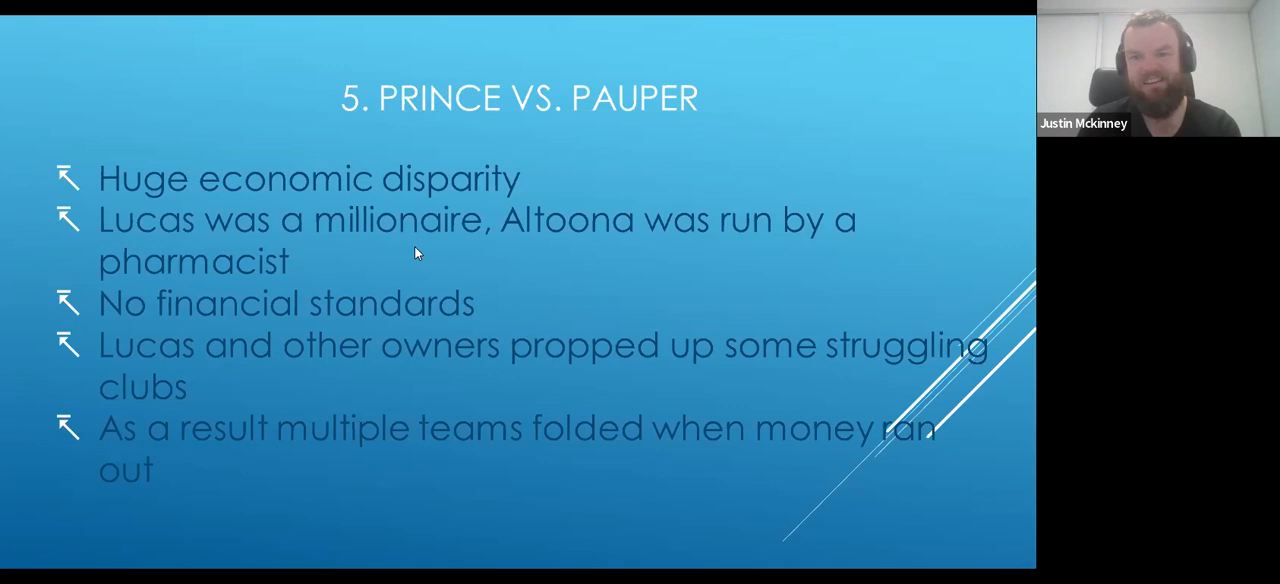 5. PRINCE VS. PAUPER
Huge economic disparity
Lucas was a millionaire, Altoona was run by a
pharmacist
No financial standards
Lucas and other owners propped up some struggling
clubs
As a result multiple teams folded when money ran
out
Justin Mckinney